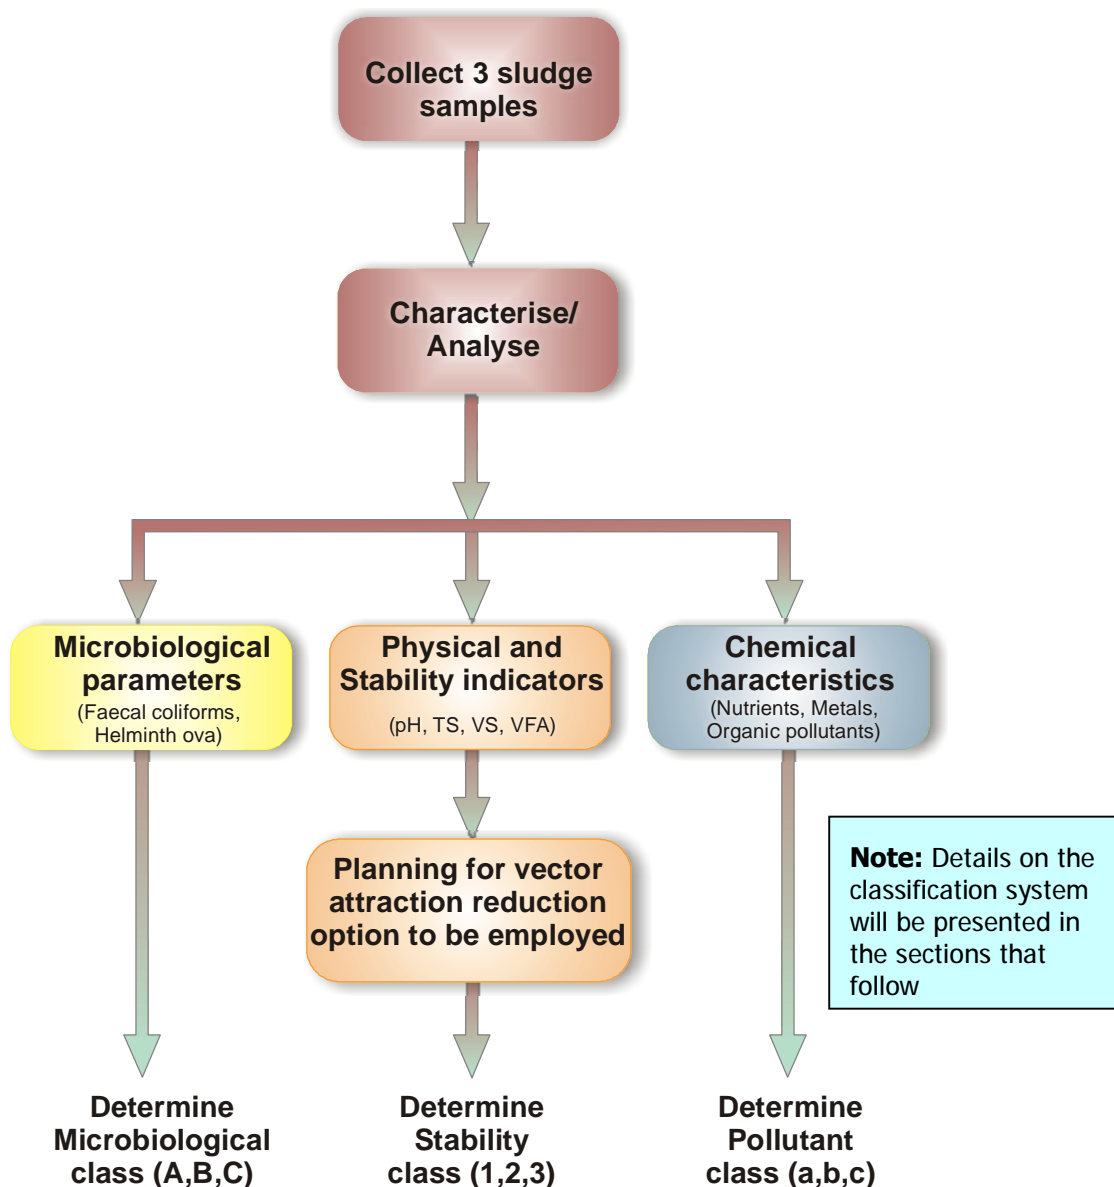 Collect 3 sludge
samples
Characterise/
Analyse
Microbiological
parameters
(Faecal coliforms,
Helminth ova)
Physical and
Stability indicators
(pH, TS, VS, VFA)
Chemical
characteristics
(Nutrients, Metals,
Organic pollutants)
Planning for vector
attraction reduction
option to be employed
Note: Details on the
classification system
will be presented in
the sections that
follow
Determine
Microbiological
class (A,B,C)
Determine
Stability
class (1,2,3)
Determine
Pollutant
class (a,b,c)